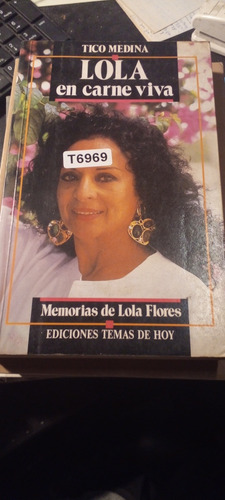 TICO MEDINA
LOLA
en carne viva
T6969
Memorias de Lola Flores
EDICIONES TEMAS DE HOY